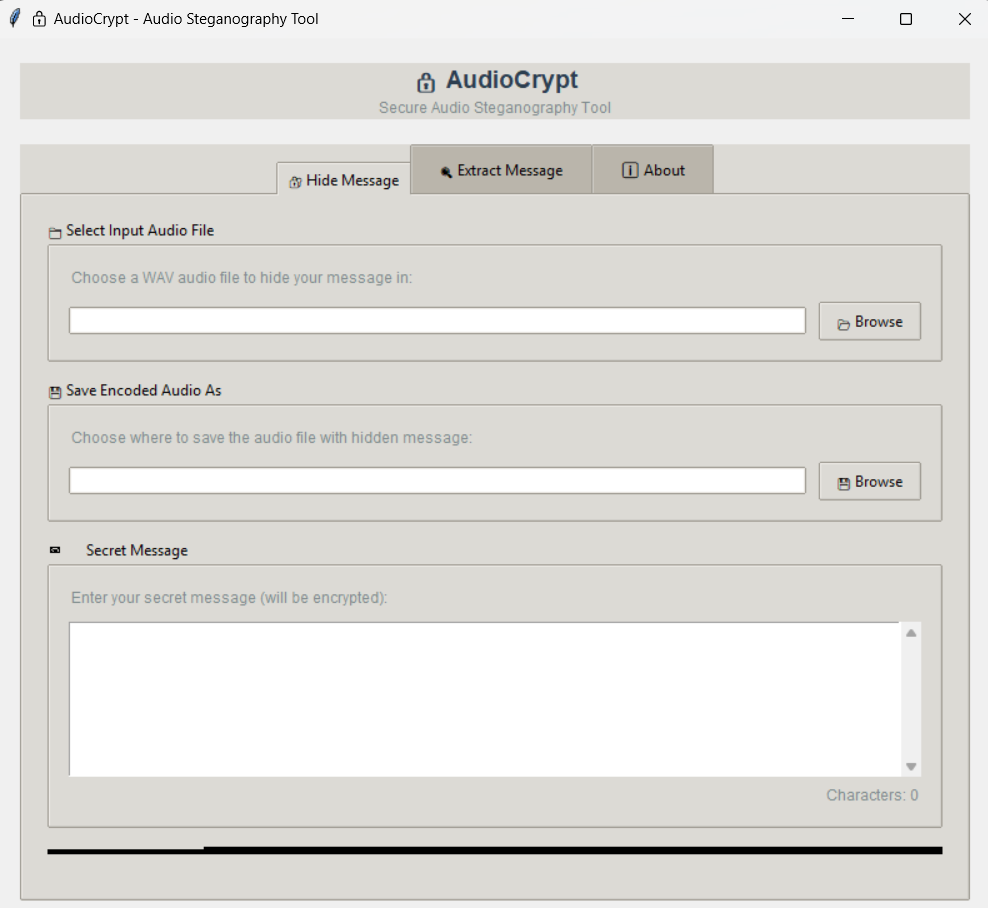 AudioCrypt - Audio Steganography Tool
AudioCrypt
Secure Audio Steganography Tool
Hide Message
Extract Message
About
Select Input Audio File
Choose a WAV audio file to hide your message in:
Browse
Save Encoded Audio As
Choose where to save the audio file with hidden message:
Browse
Secret Message
Enter your secret message (will be encrypted):
Characters: 0